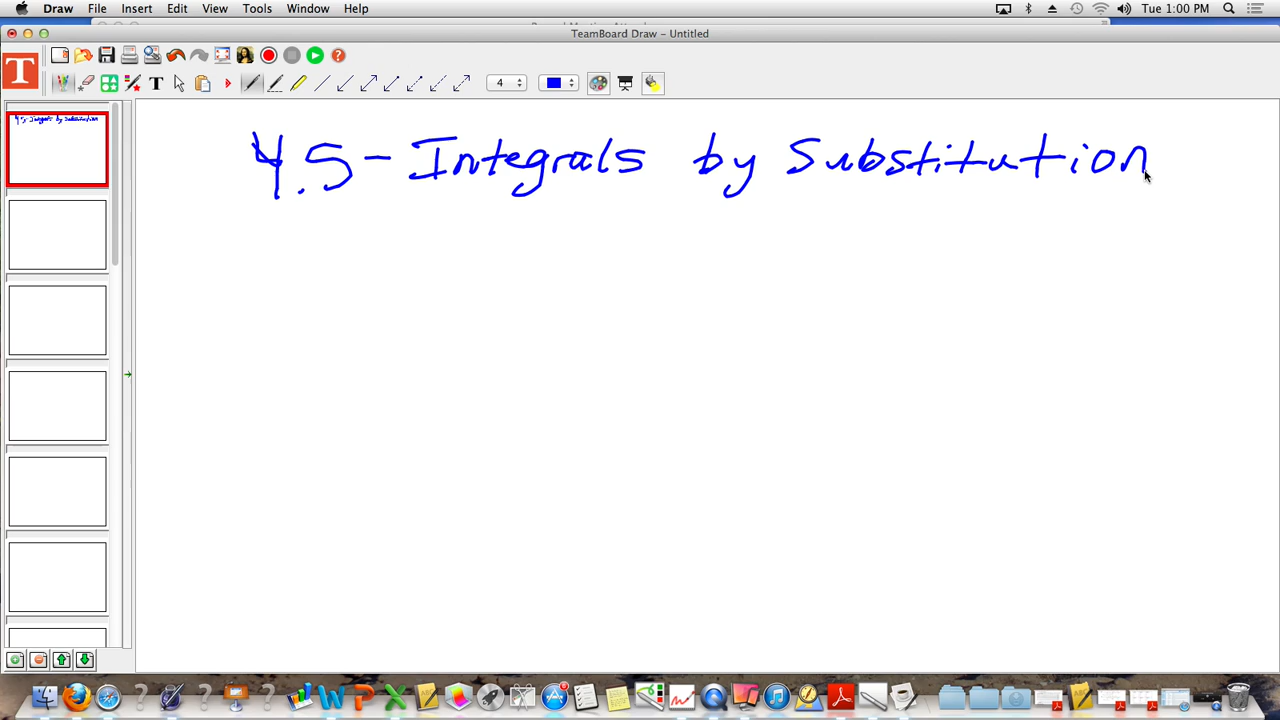 Draw File Insert Edit View Tools Window Help Tue 1:00 PM
TeamBoard Draw – Untitled
T T 4
4.5 - Integrals by Substitution